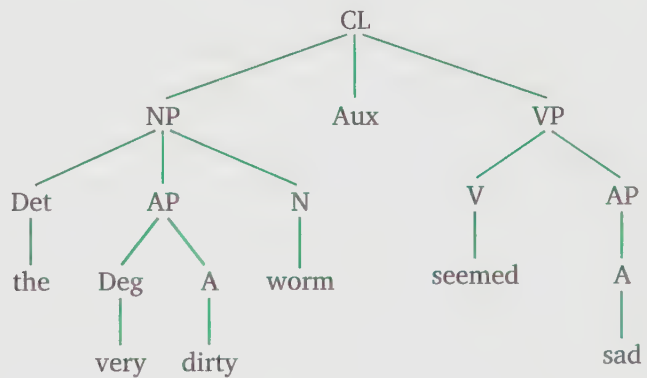 CL
NP Aux VP
Det AP N V AP
the Deg A worm seemed A
very dirty sad